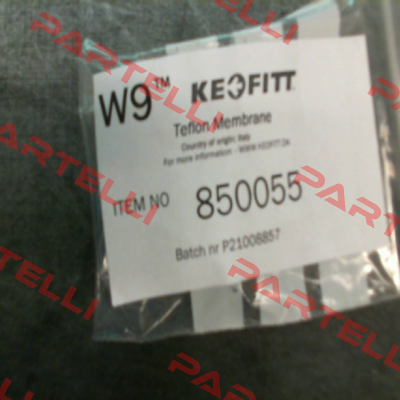 W9™ KEOFITT
Teflon Membrane
Country of origin: Italy
For more information - WWW.KEOFITT.DK
ITEM NO 850055
Batch nr P21008857
PARTELLI
PARTELLI
PARTELLI
PARTELLI
PARTELLI